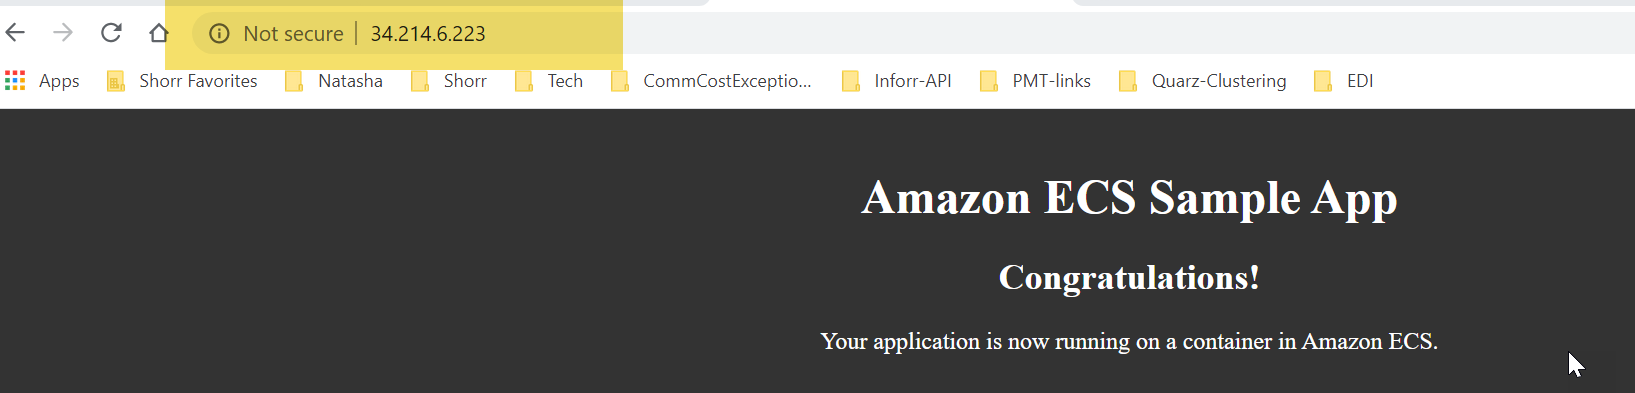 Not secure | 34.214.6.223
Apps Shorr Favorites Natasha Shorr Tech CommCostExceptio... Inforr-API PMT-links Quarz-Clustering EDI
Amazon ECS Sample App
Congratulations!
Your application is now running on a container in Amazon ECS.